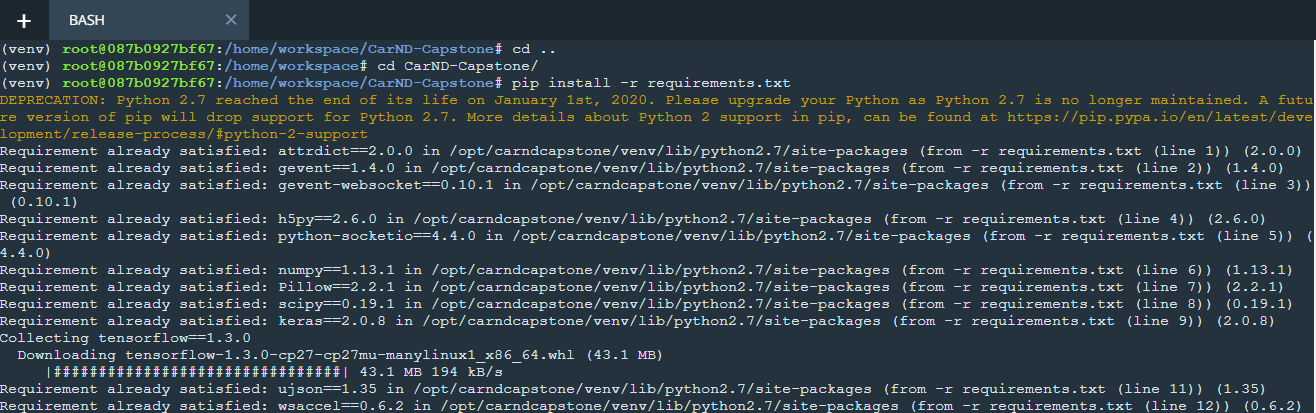 + BASH ×
(venv) root@087b0927bf67:/home/workspace/CarND-Capstone# cd ..
(venv) root@087b0927bf67:/home/workspace# cd CarND-Capstone/
(venv) root@087b0927bf67:/home/workspace/CarND-Capstone# pip install -r requirements.txt
DEPRECATION: Python 2.7 reached the end of its life on January 1st, 2020. Please upgrade your Python as Python 2.7 is no longer maintained. A futu
re version of pip will drop support for Python 2.7. More details about Python 2 support in pip, can be found at https://pip.pypa.io/en/latest/deve
lopment/release-process/#python-2-support
Requirement already satisfied: attrdict==2.0.0 in /opt/carndcapstone/venv/lib/python2.7/site-packages (from -r requirements.txt (line 1)) (2.0.0)
Requirement already satisfied: gevent==1.4.0 in /opt/carndcapstone/venv/lib/python2.7/site-packages (from -r requirements.txt (line 2)) (1.4.0)
Requirement already satisfied: gevent-websocket==0.10.1 in /opt/carndcapstone/venv/lib/python2.7/site-packages (from -r requirements.txt (line 3))
 (0.10.1)
Requirement already satisfied: h5py==2.6.0 in /opt/carndcapstone/venv/lib/python2.7/site-packages (from -r requirements.txt (line 4)) (2.6.0)
Requirement already satisfied: python-socketio==4.4.0 in /opt/carndcapstone/venv/lib/python2.7/site-packages (from -r requirements.txt (line 5)) (
4.4.0)
Requirement already satisfied: numpy==1.13.1 in /opt/carndcapstone/venv/lib/python2.7/site-packages (from -r requirements.txt (line 6)) (1.13.1)
Requirement already satisfied: Pillow==2.2.1 in /opt/carndcapstone/venv/lib/python2.7/site-packages (from -r requirements.txt (line 7)) (2.2.1)
Requirement already satisfied: scipy==0.19.1 in /opt/carndcapstone/venv/lib/python2.7/site-packages (from -r requirements.txt (line 8)) (0.19.1)
Requirement already satisfied: keras==2.0.8 in /opt/carndcapstone/venv/lib/python2.7/site-packages (from -r requirements.txt (line 9)) (2.0.8)
Collecting tensorflow==1.3.0
  Downloading tensorflow-1.3.0-cp27-cp27mu-manylinux1_x86_64.whl (43.1 MB)
     |################################| 43.1 MB 194 kB/s
Requirement already satisfied: ujson==1.35 in /opt/carndcapstone/venv/lib/python2.7/site-packages (from -r requirements.txt (line 11)) (1.35)
Requirement already satisfied: wsaccel==0.6.2 in /opt/carndcapstone/venv/lib/python2.7/site-packages (from -r requirements.txt (line 12)) (0.6.2)